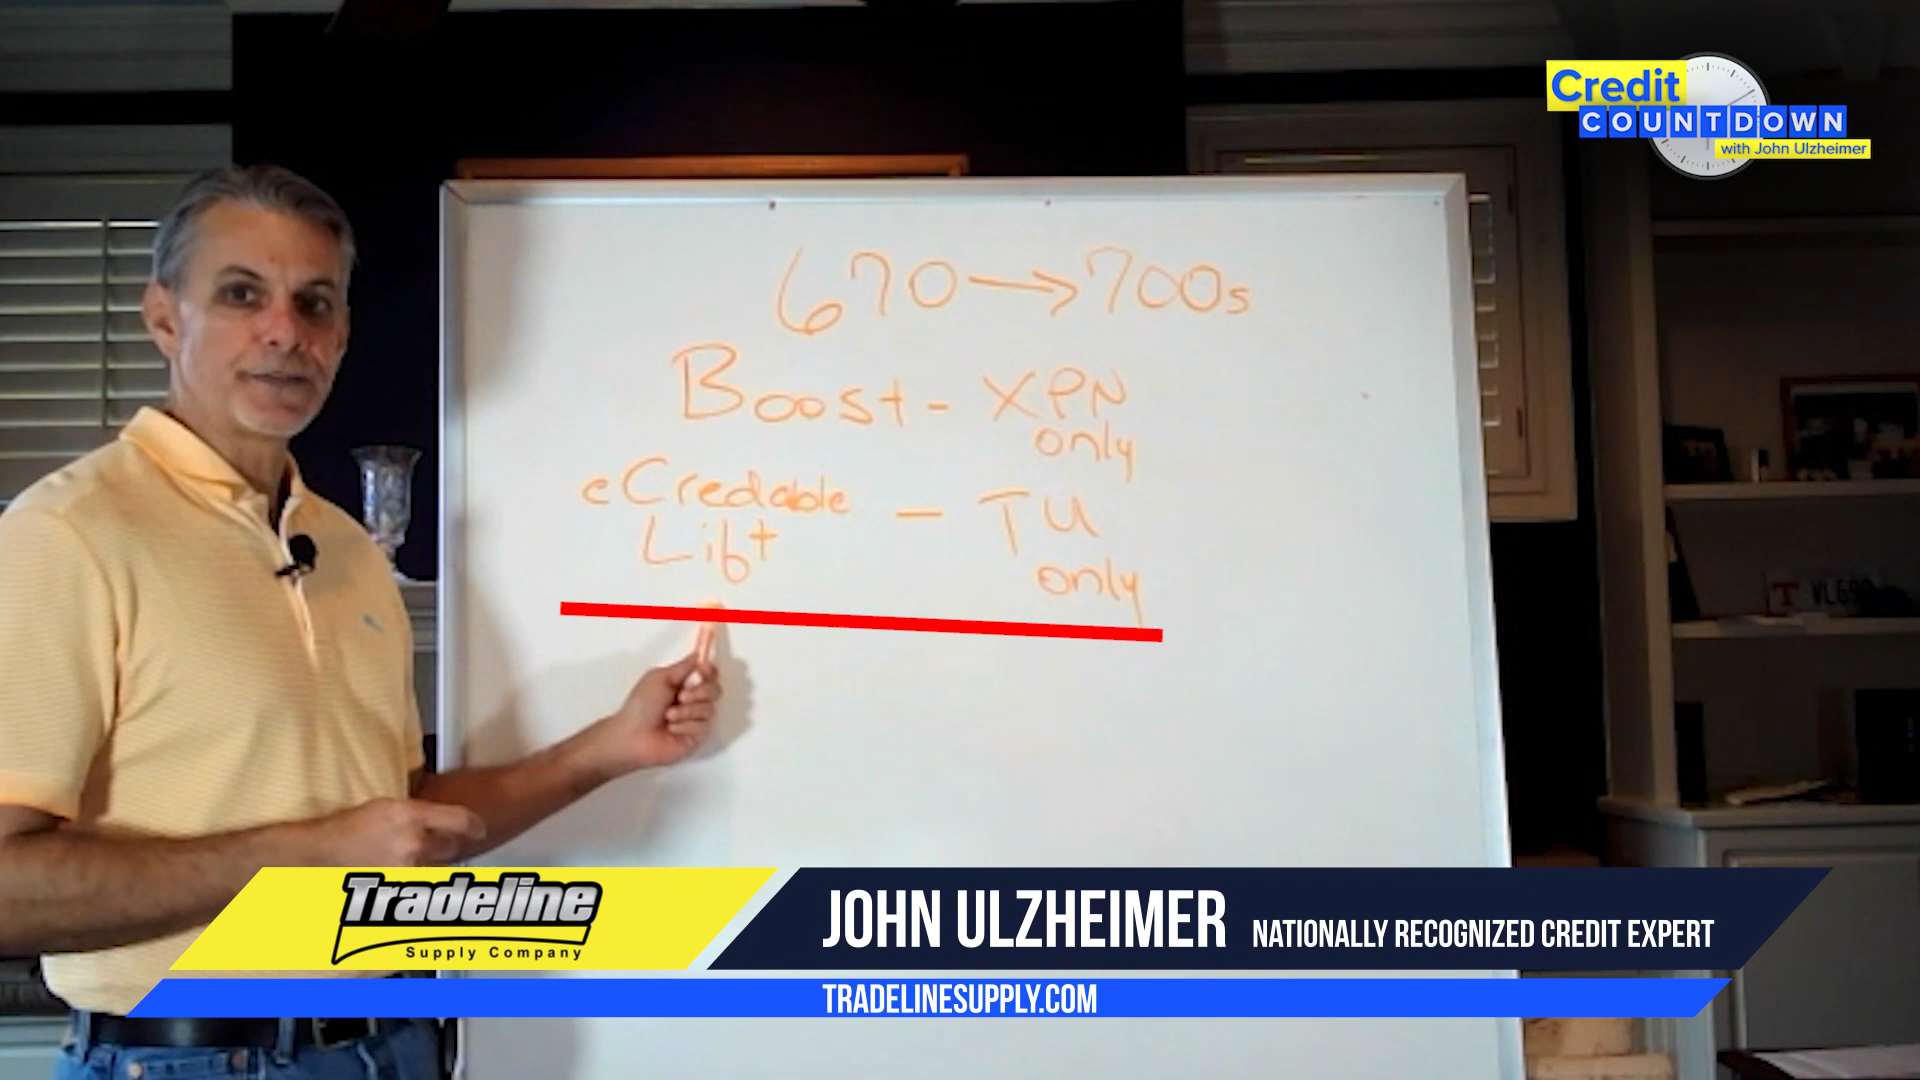 Credit
COUNTDOWN
with John Ulzheimer
670→700s
Boost - XPN
only
eCredable - TU
Lift
only
T VL6
Tradeline
Supply Company
JOHN ULZHEIMER NATIONALLY RECOGNIZED CREDIT EXPERT
TRADELINESUPPLY.COM